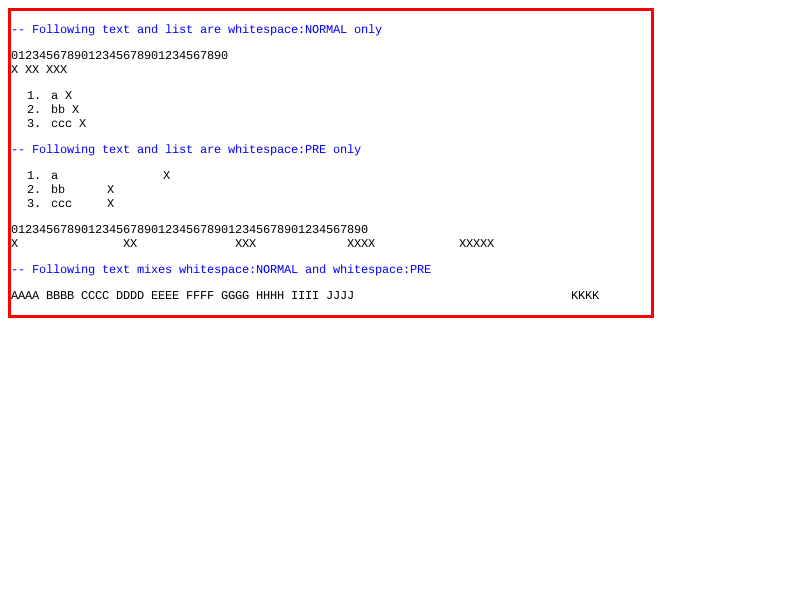 -- Following text and list are whitespace:NORMAL only
0123456789012345678901234567890
X XX XXX
1. a X
2. bb X
3. ccc X
-- Following text and list are whitespace:PRE only
1. a               X
2. bb      X
3. ccc     X
012345678901234567890123456789012345678901234567890
X               XX              XXX             XXXX            XXXXX
-- Following text mixes whitespace:NORMAL and whitespace:PRE
AAAA BBBB CCCC DDDD EEEE FFFF GGGG HHHH IIII JJJJ                               KKKK